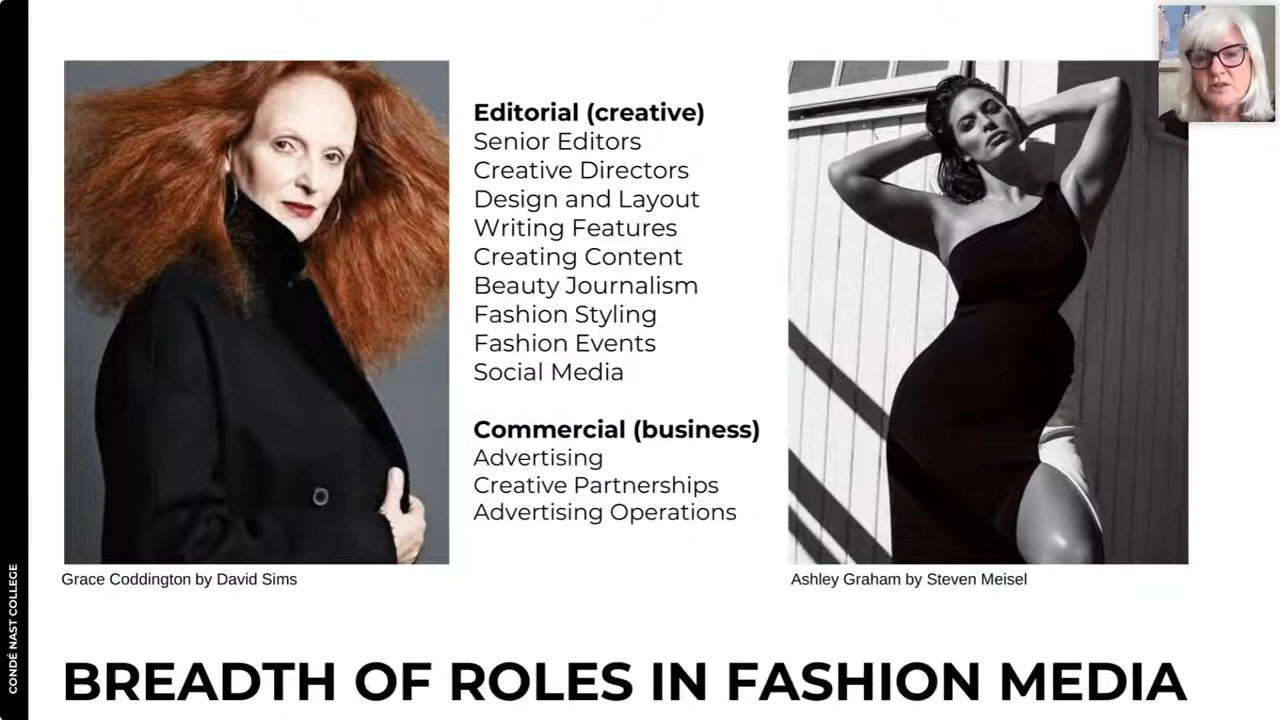 Editorial (creative)
Senior Editors
Creative Directors
Design and Layout
Writing Features
Creating Content
Beauty Journalism
Fashion Styling
Fashion Events
Social Media
Commercial (business)
Advertising
Creative Partnerships
Advertising Operations
Grace Coddington by David Sims
Ashley Graham by Steven Meisel
BREADTH OF ROLES IN FASHION MEDIA
CONDÉ NAST COLLEGE